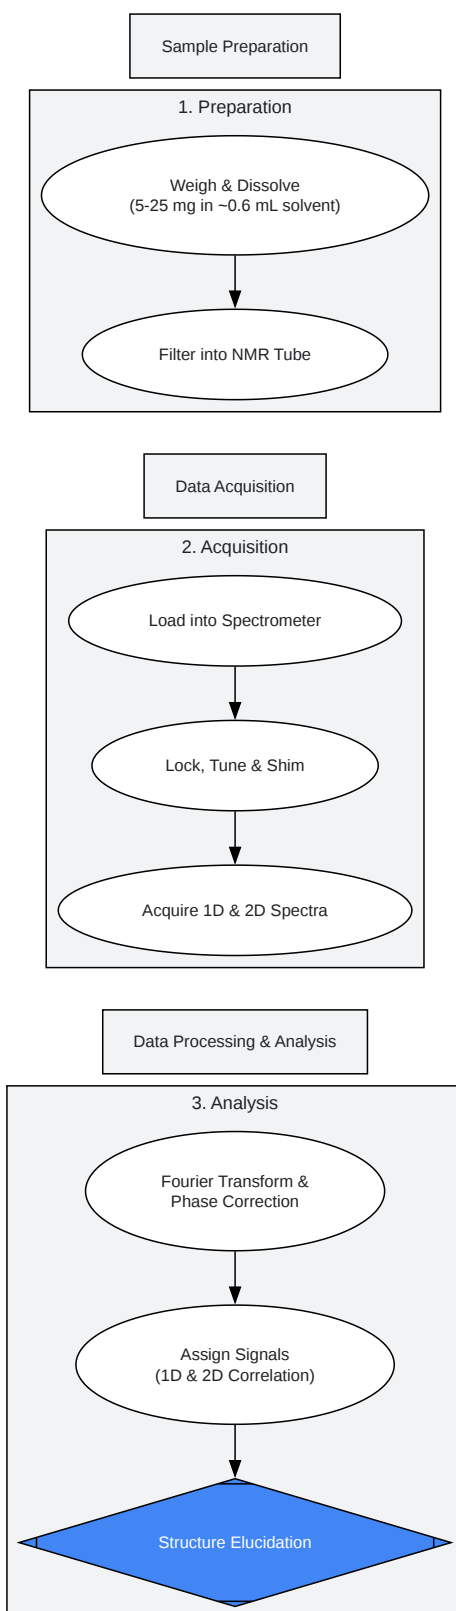 Sample Preparation
1. Preparation
Weigh & Dissolve
(5-25 mg in ~0.6 mL solvent)
Filter into NMR Tube
Data Acquisition
2. Acquisition
Load into Spectrometer
Lock, Tune & Shim
Acquire 1D & 2D Spectra
Data Processing & Analysis
3. Analysis
Fourier Transform &
Phase Correction
Assign Signals
(1D & 2D Correlation)
Structure Elucidation